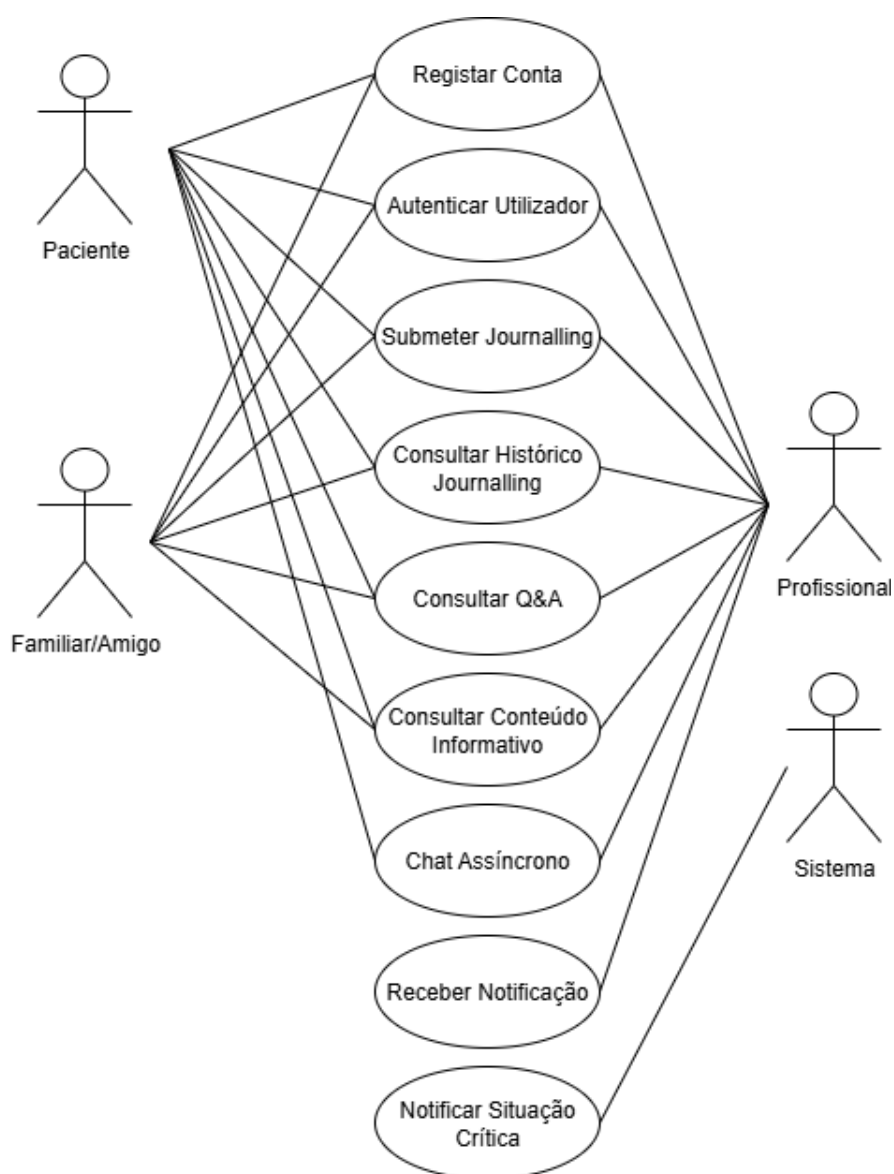 Registar Conta
Paciente
Autenticar Utilizador
Submeter Journalling
Consultar Histórico
Journalling
Familiar/Amigo
Consultar Q&A
Profissional
Consultar Conteúdo
Informativo
Chat Assíncrono
Sistema
Receber Notificação
Notificar Situação
Crítica